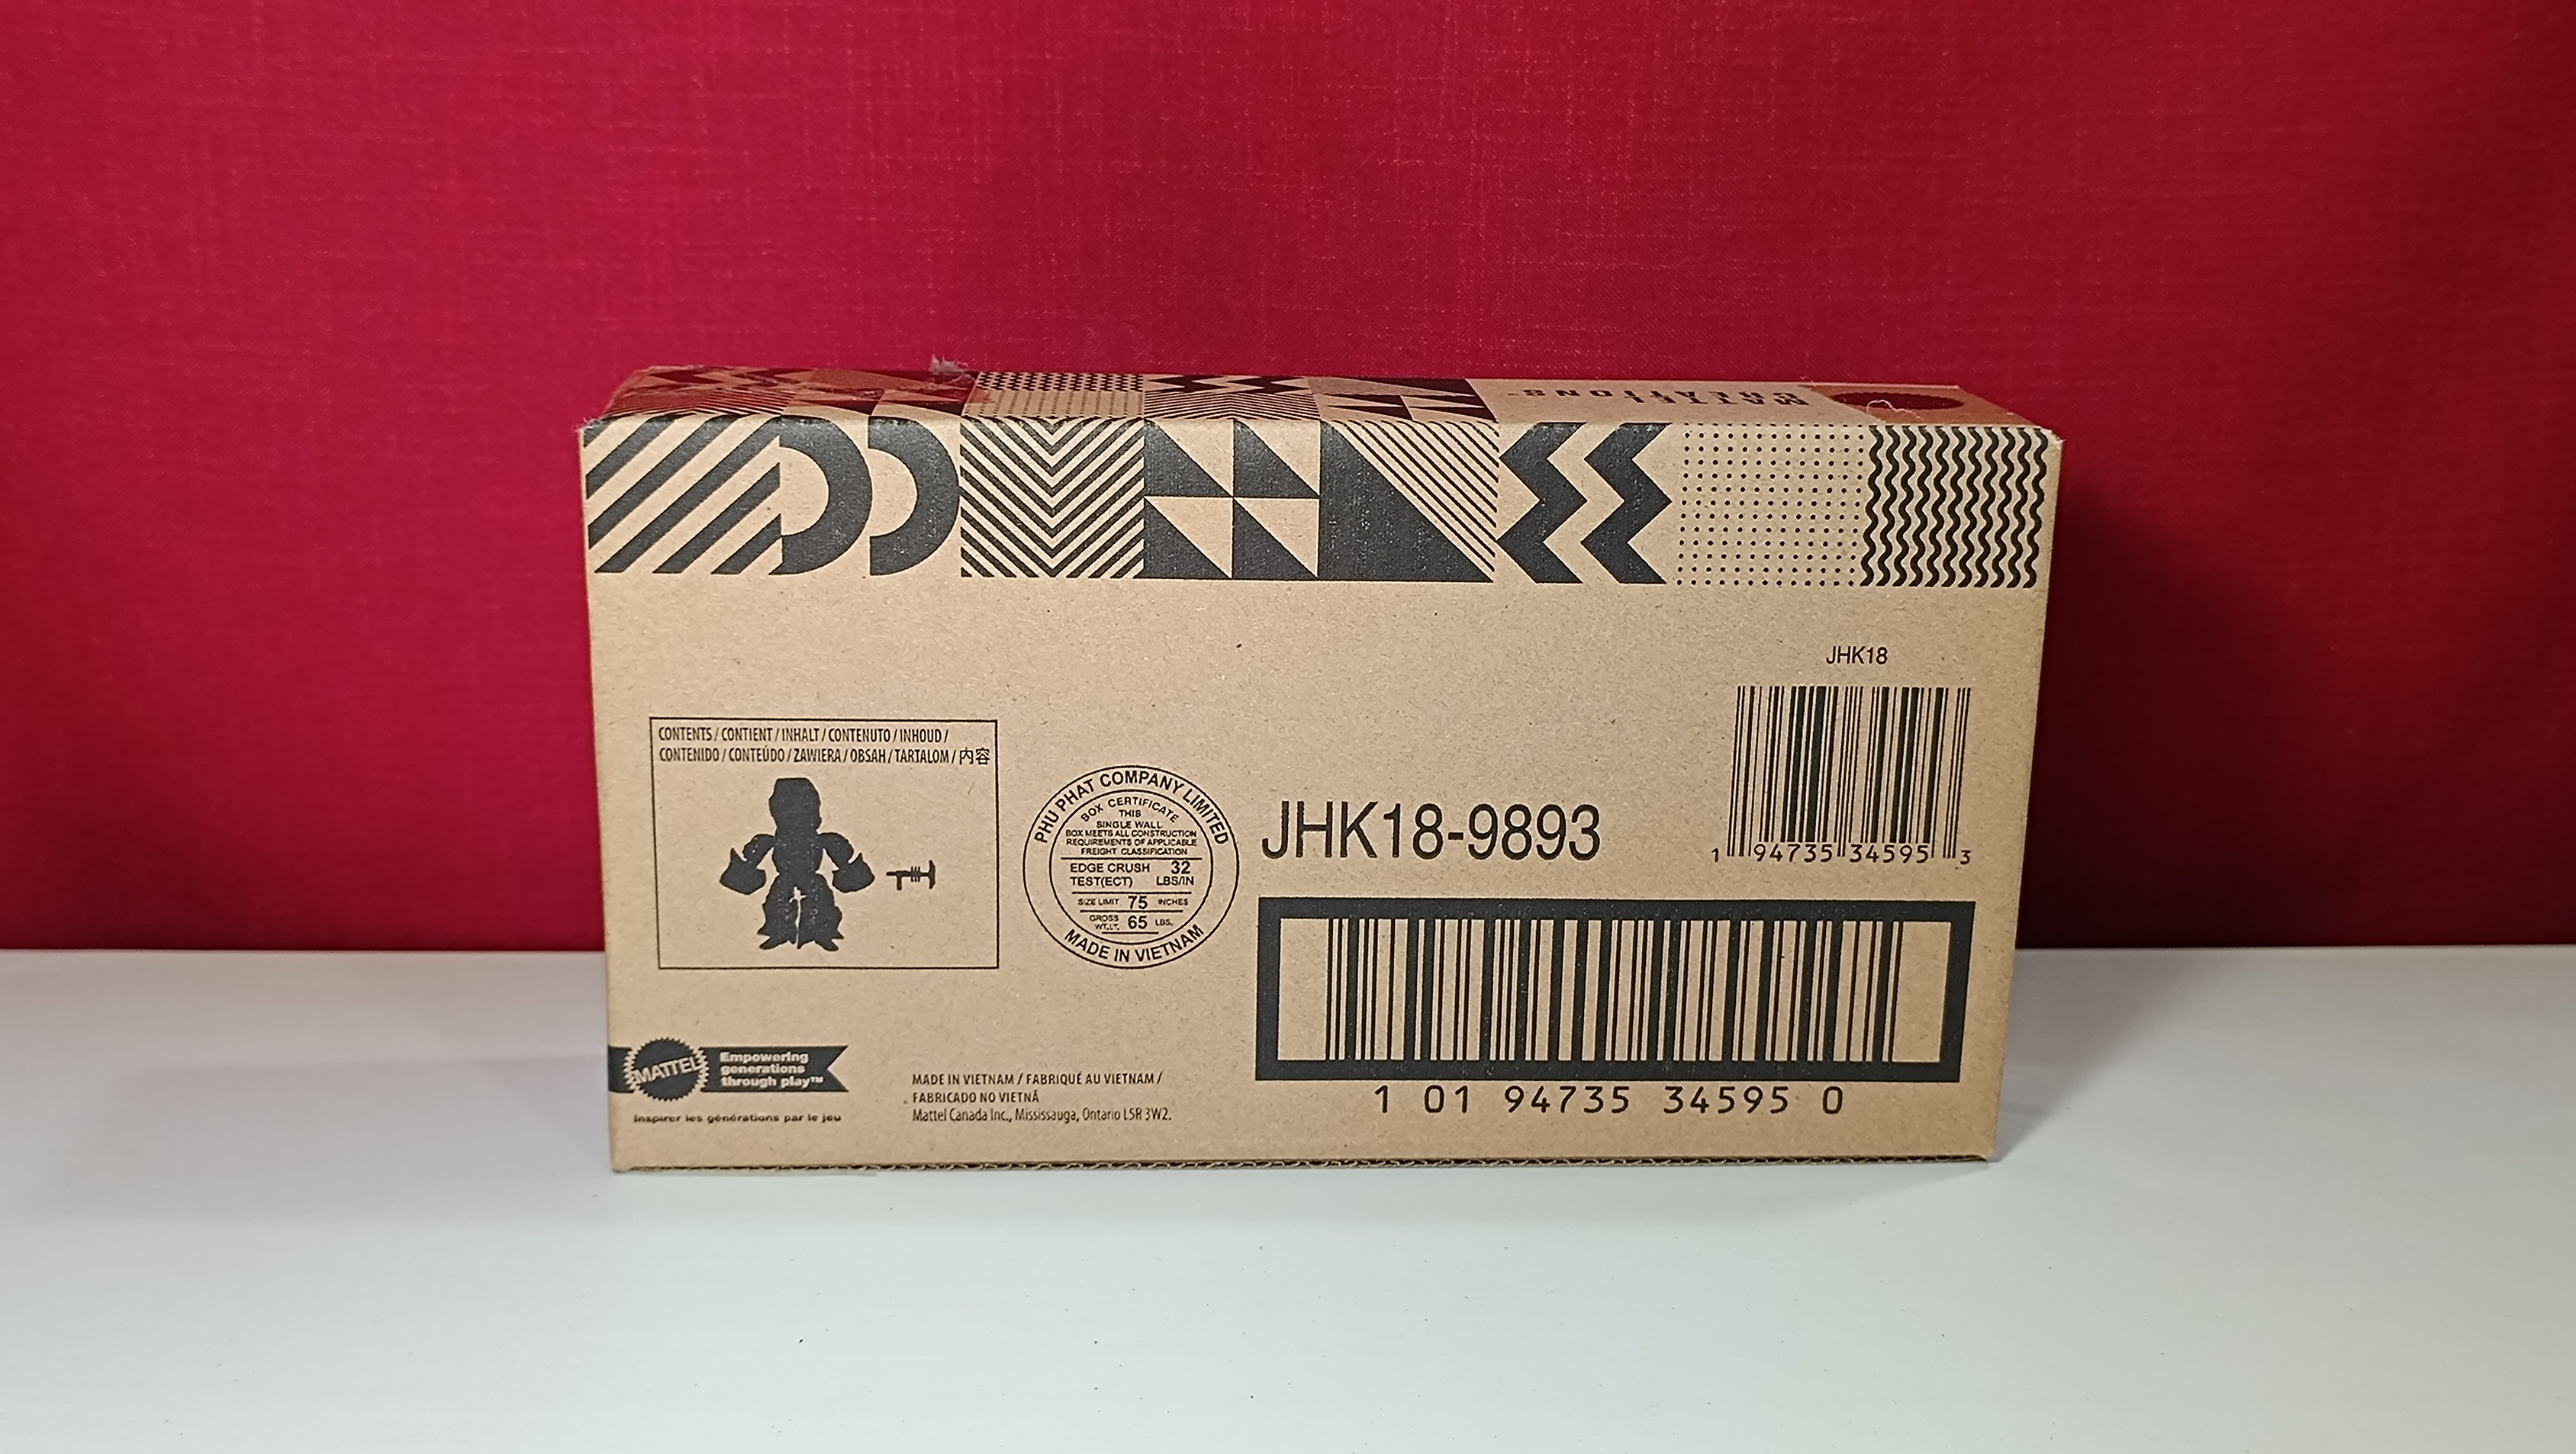 MATTEL
CREATIONS™
JHK18
1 94735 34595 3
CONTENTS / CONTIENT / INHALT / CONTENUTO / INHOUD /
CONTENIDO / CONTEÚDO / ZAWIERA / OBSAH / TARTALOM / 内容
PHU PHAT COMPANY LIMITED
BOX CERTIFICATE
THIS
SINGLE WALL
BOX MEETS ALL CONSTRUCTION
REQUIREMENTS OF APPLICABLE
FREIGHT CLASSIFICATION
EDGE CRUSH 32
TEST(ECT) LBS/IN
SIZE LIMIT 75 INCHES
GROSS
WT.LT. 65 LBS.
MADE IN VIETNAM
JHK18-9893
1 01 94735 34595 0
MATTEL
Empowering
generations
through play™
Inspirer les générations par le jeu
MADE IN VIETNAM / FABRIQUÉ AU VIETNAM /
FABRICADO NO VIETNÃ
Mattel Canada Inc., Mississauga, Ontario L5R 3W2.